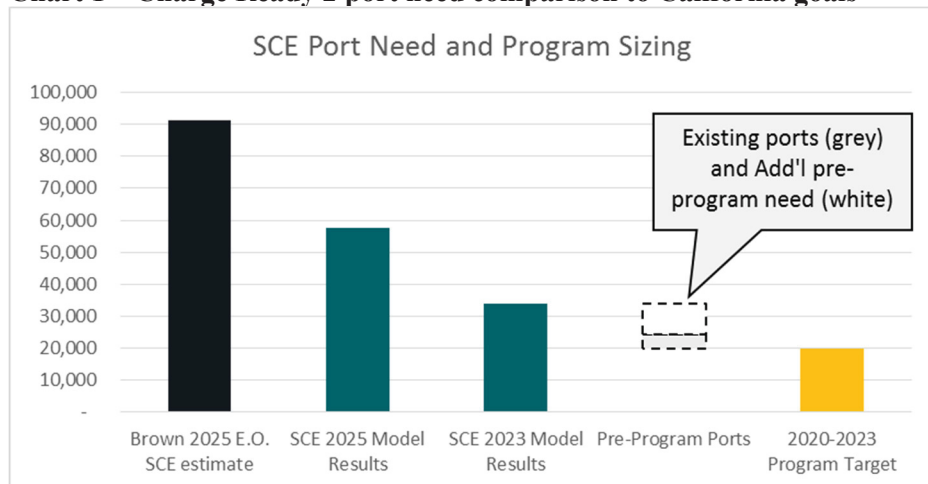 SCE Port Need and Program Sizing
100,000
90,000
80,000
70,000
60,000
50,000
40,000
30,000
20,000
10,000
-
Existing ports (grey)
and Add'l pre-
program need (white)
Brown 2025 E.O.
SCE estimate
SCE 2025 Model
Results
SCE 2023 Model
Results
Pre-Program Ports
2020-2023
Program Target